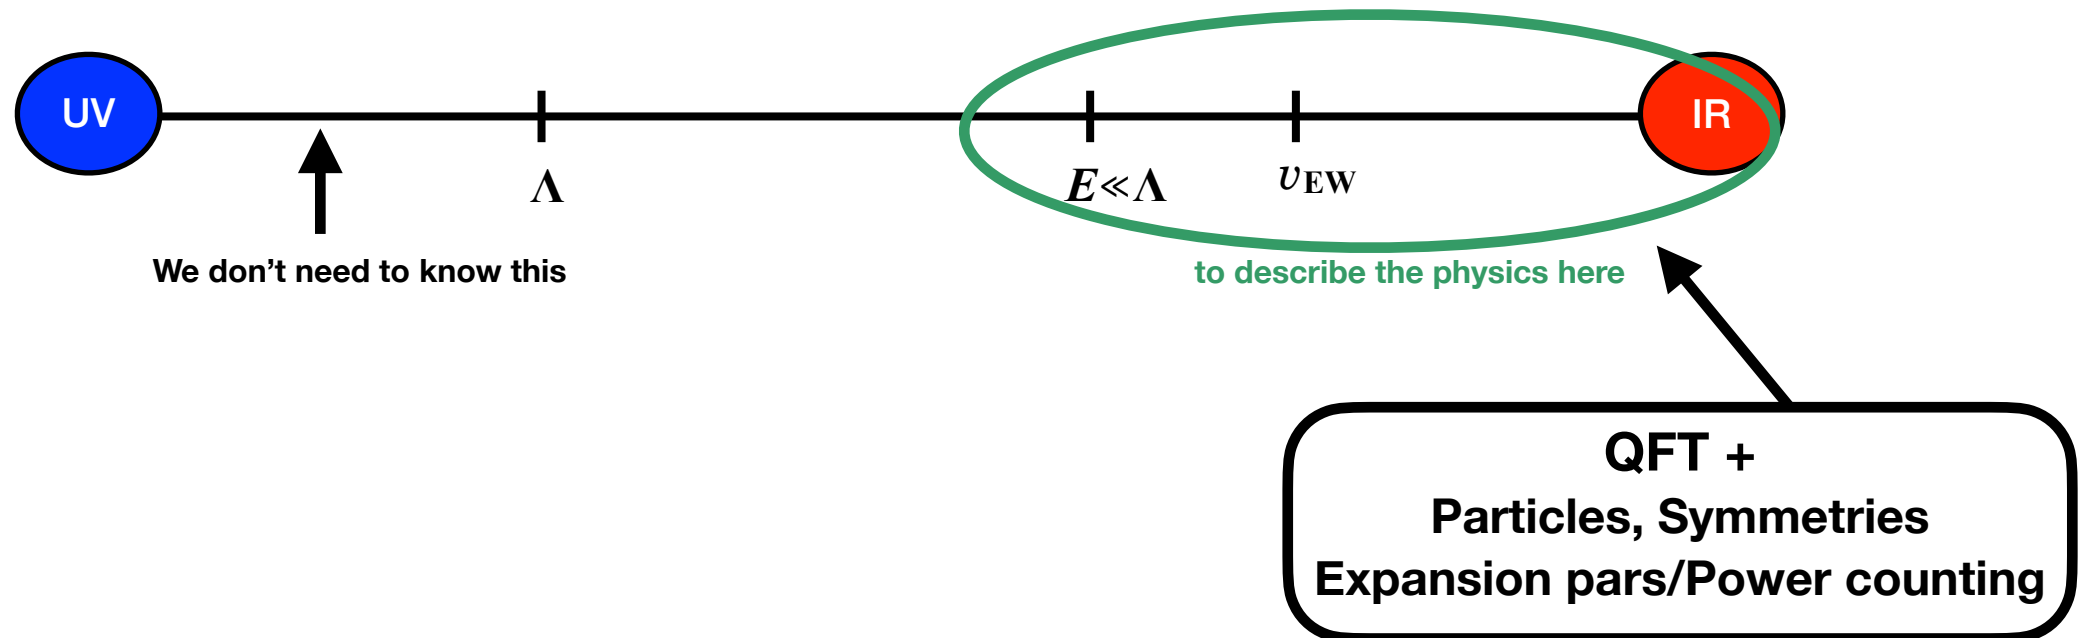 UV
IR
Λ
E≪Λ
vEW
We don't need to know this
to describe the physics here
QFT +
Particles, Symmetries
Expansion pars/Power counting